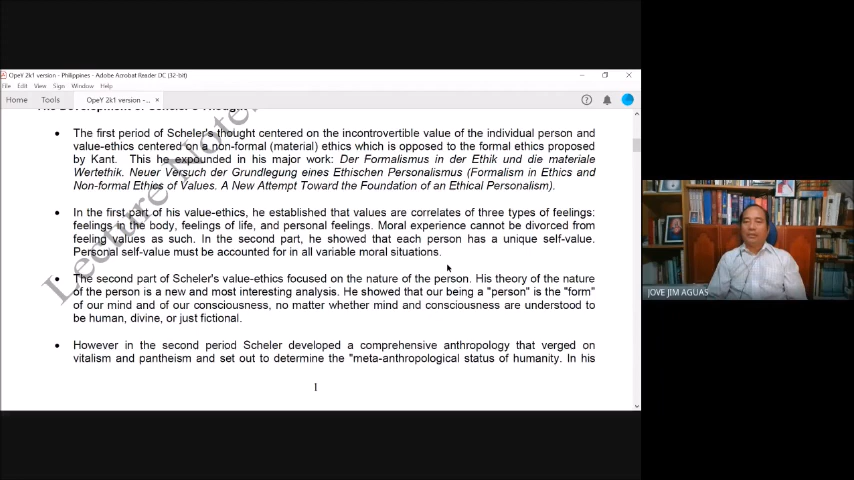 OpeY 2k1 version - Philippines - Adobe Acrobat Reader DC (32-bit)
File Edit View Sign Window Help
Home Tools OpeY 2k1 version -... ×
The Development of Scheler's Thought
• The first period of Scheler's thought centered on the incontrovertible value of the individual person and
value-ethics centered on a non-formal (material) ethics which is opposed to the formal ethics proposed
by Kant. This he expounded in his major work: Der Formalismus in der Ethik und die materiale
Wertethik. Neuer Versuch der Grundlegung eines Ethischen Personalismus (Formalism in Ethics and
Non-formal Ethics of Values. A New Attempt Toward the Foundation of an Ethical Personalism).
• In the first part of his value-ethics, he established that values are correlates of three types of feelings:
feelings in the body, feelings of life, and personal feelings. Moral experience cannot be divorced from
feeling values as such. In the second part, he showed that each person has a unique self-value.
Personal self-value must be accounted for in all variable moral situations.
• The second part of Scheler's value-ethics focused on the nature of the person. His theory of the nature
of the person is a new and most interesting analysis. He showed that our being a "person" is the "form"
of our mind and of our consciousness, no matter whether mind and consciousness are understood to
be human, divine, or just fictional.
• However in the second period Scheler developed a comprehensive anthropology that verged on
vitalism and pantheism and set out to determine the "meta-anthropological status of humanity. In his
1
Lecture Note
JOVE JIM AGUAS